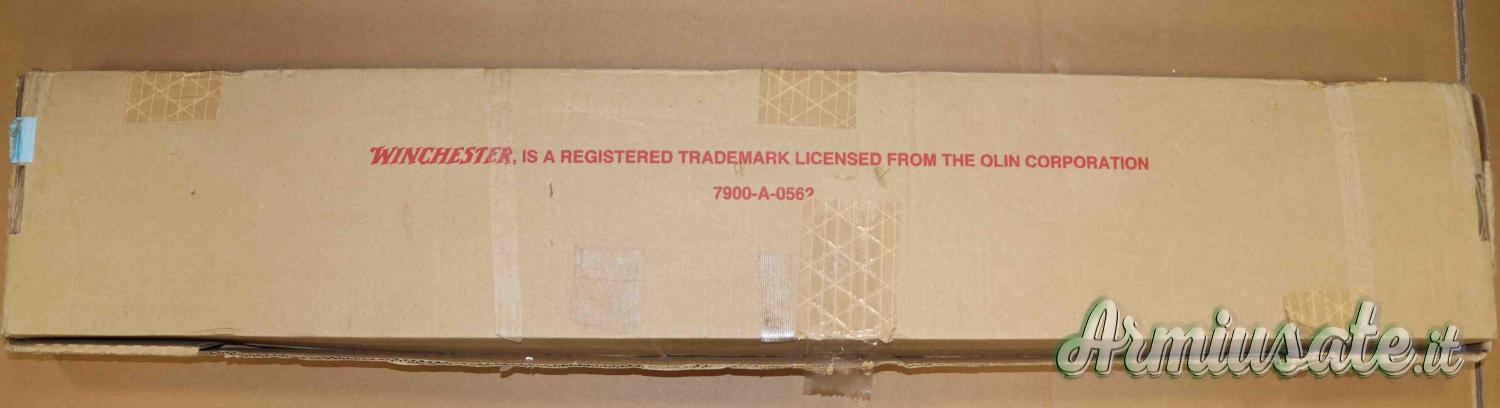 WINCHESTER, IS A REGISTERED TRADEMARK LICENSED FROM THE OLIN CORPORATION
7900-A-0562
Armiusate.it